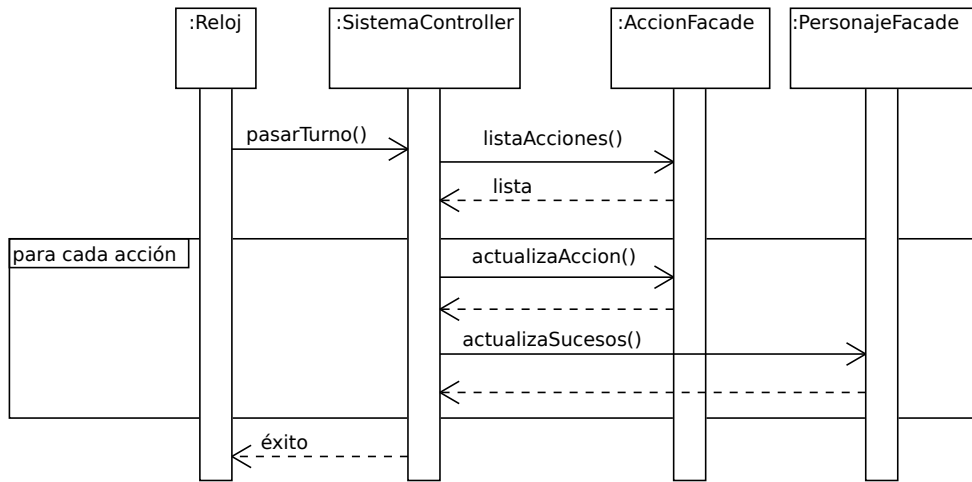 :Reloj
:SistemaController
:AccionFacade
:PersonajeFacade
pasarTurno()
listaAcciones()
lista
para cada acción
actualizaAccion()
actualizaSucesos()
éxito